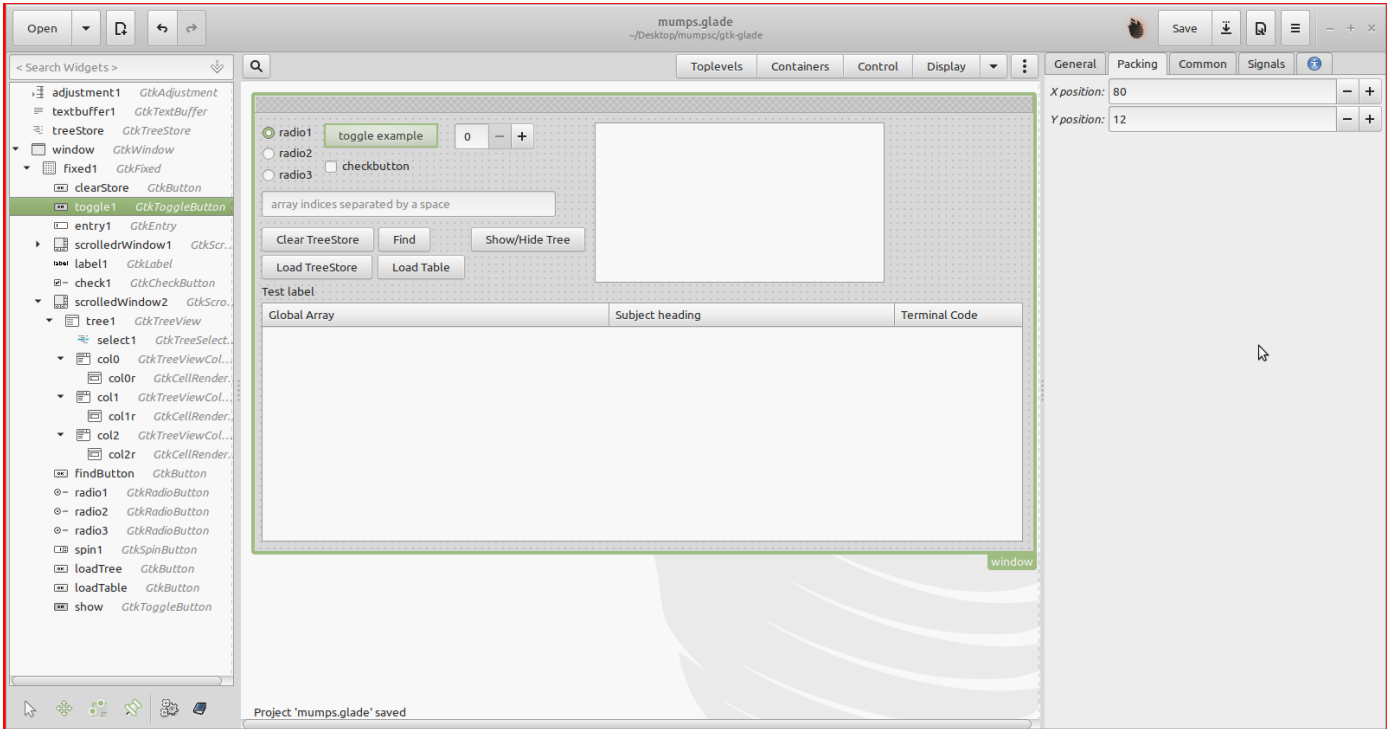 Open
mumps.glade
~/Desktop/mumpsc/gtk-glade
Save
< Search Widgets >
Toplevels Containers Control Display
General Packing Common Signals
X position: 80
Y position: 12
adjustment1 GtkAdjustment
textbuffer1 GtkTextBuffer
treeStore GtkTreeStore
window GtkWindow
fixed1 GtkFixed
clearStore GtkButton
toggle1 GtkToggleButton
entry1 GtkEntry
scrolledrWindow1 GtkScr...
label1 GtkLabel
check1 GtkCheckButton
scrolledWindow2 GtkScro...
tree1 GtkTreeView
select1 GtkTreeSelect...
col0 GtkTreeViewCol...
col0r GtkCellRender...
col1 GtkTreeViewCol...
col1r GtkCellRender...
col2 GtkTreeViewCol...
col2r GtkCellRender...
findButton GtkButton
radio1 GtkRadioButton
radio2 GtkRadioButton
radio3 GtkRadioButton
spin1 GtkSpinButton
loadTree GtkButton
loadTable GtkButton
show GtkToggleButton
radio1 toggle example 0
radio2
checkbutton
radio3
array indices separated by a space
Clear TreeStore Find Show/Hide Tree
Load TreeStore Load Table
Test label
Global Array Subject heading Terminal Code
window
Project 'mumps.glade' saved